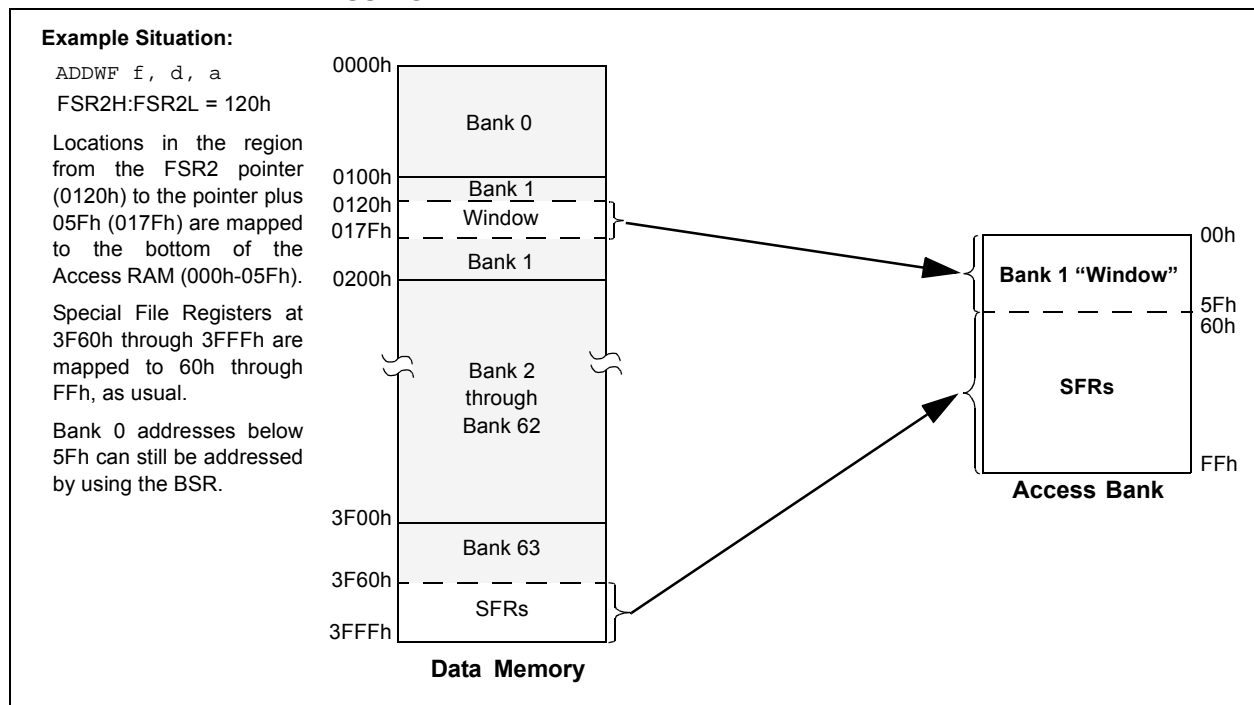 Example Situation:
ADDWF f, d, a
FSR2H:FSR2L = 120h
Locations in the region
from the FSR2 pointer
(0120h) to the pointer plus
05Fh (017Fh) are mapped
to the bottom of the
Access RAM (000h-05Fh).
Special File Registers at
3F60h through 3FFFh are
mapped to 60h through
FFh, as usual.
Bank 0 addresses below
5Fh can still be addressed
by using the BSR.
0000h
Bank 0
0100h
Bank 1
0120h
Window
017Fh
Bank 1
0200h
Bank 2
through
Bank 62
3F00h
Bank 63
3F60h
SFRs
3FFFh
Data Memory
00h
Bank 1 “Window”
5Fh
60h
SFRs
FFh
Access Bank